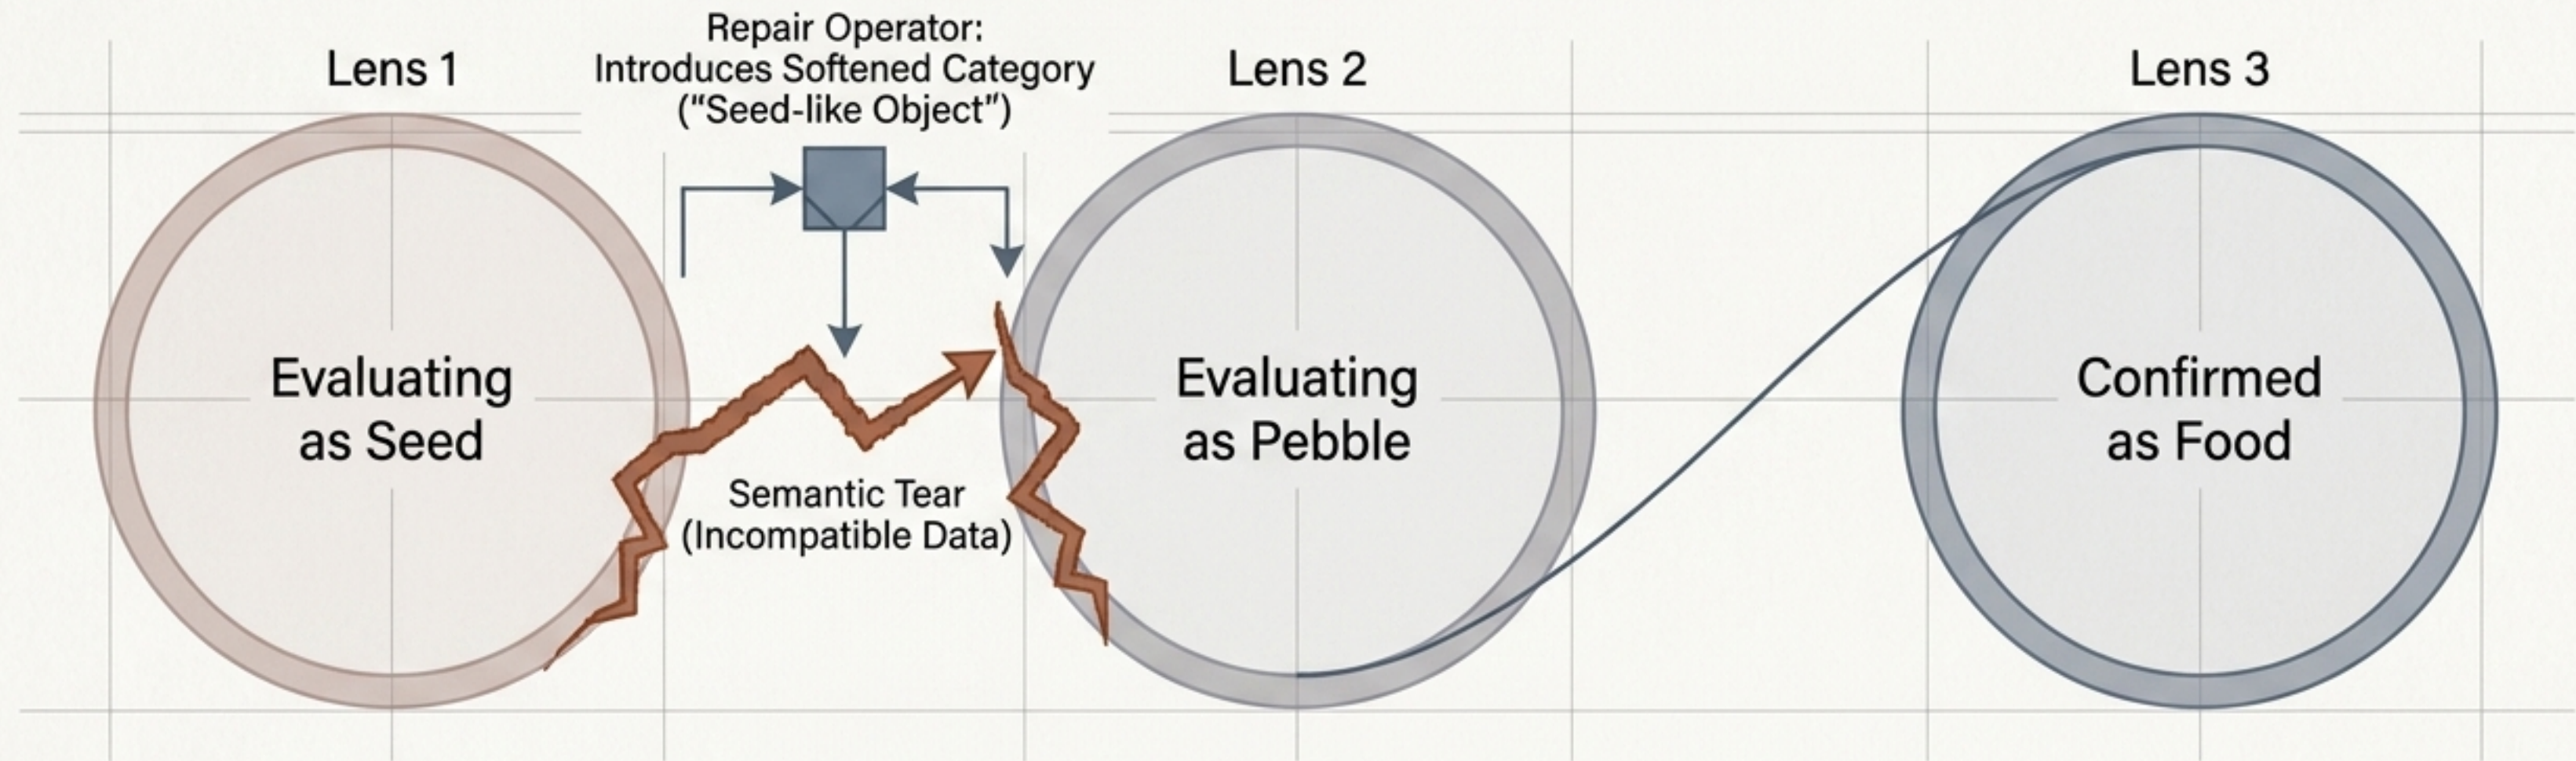 Lens 1
Evaluating
as Seed
Repair Operator:
Introduces Softened Category
(“Seed-like Object”)
Semantic Tear
(Incompatible Data)
Lens 2
Evaluating
as Pebble
Lens 3
Confirmed
as Food